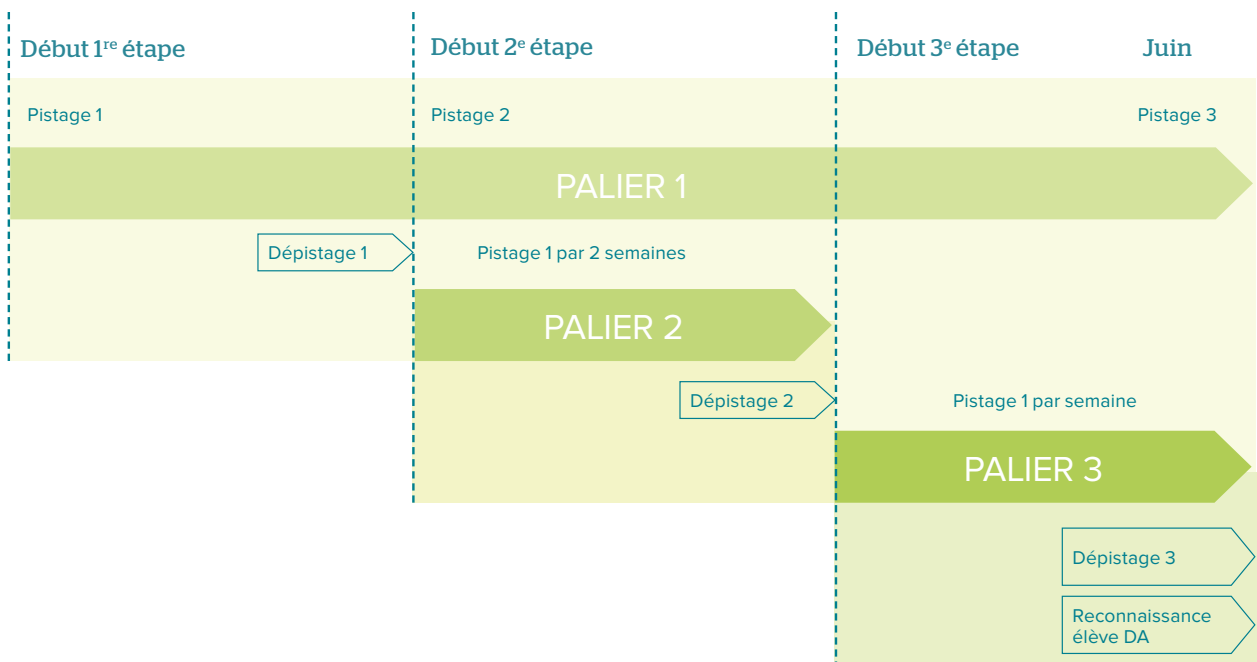 Début 1re étape
Début 2e étape
Début 3e étape
Juin
Pistage 1
Pistage 2
Pistage 3
PALIER 1
Dépistage 1
Pistage 1 par 2 semaines
PALIER 2
Dépistage 2
Pistage 1 par semaine
PALIER 3
Dépistage 3
Reconnaissance
élève DA